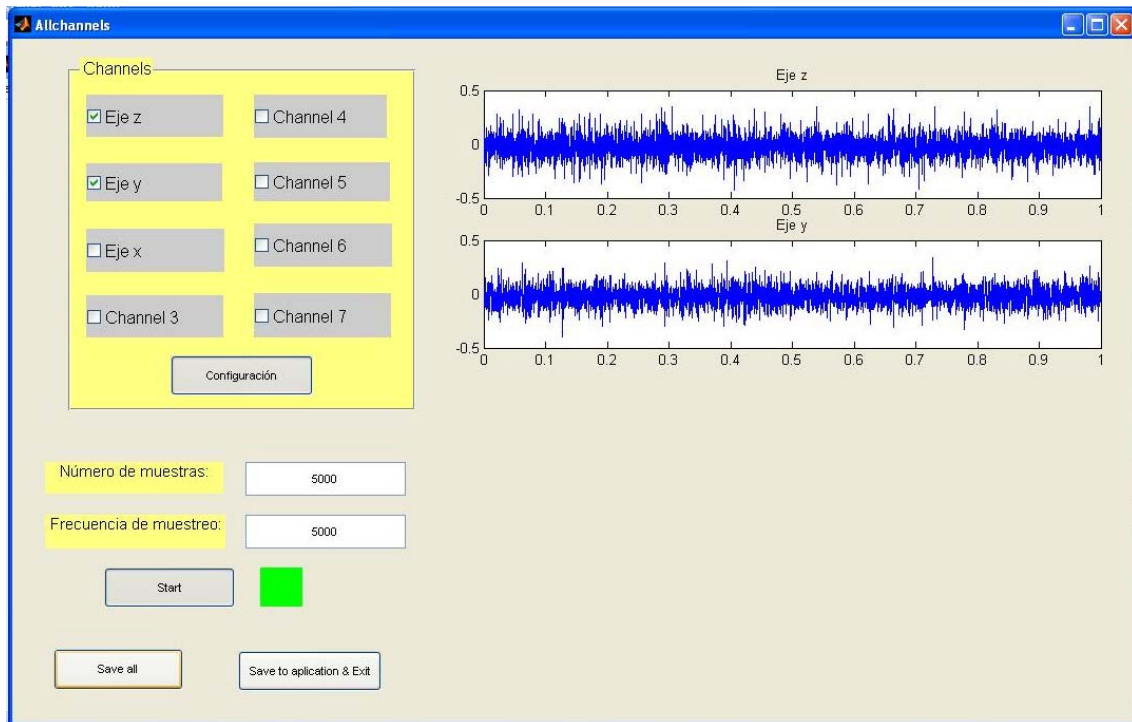 Allchannels
Channels
Eje z
Channel 4
Eje y
Channel 5
Eje x
Channel 6
Channel 3
Channel 7
Configuración
Número de muestras:
5000
Frecuencia de muestreo:
5000
Start
Save all
Save to aplication & Exit
Eje z
0.5
0
-0.5
0 0.1 0.2 0.3 0.4 0.5 0.6 0.7 0.8 0.9 1
Eje y
0.5
0
-0.5
0 0.1 0.2 0.3 0.4 0.5 0.6 0.7 0.8 0.9 1